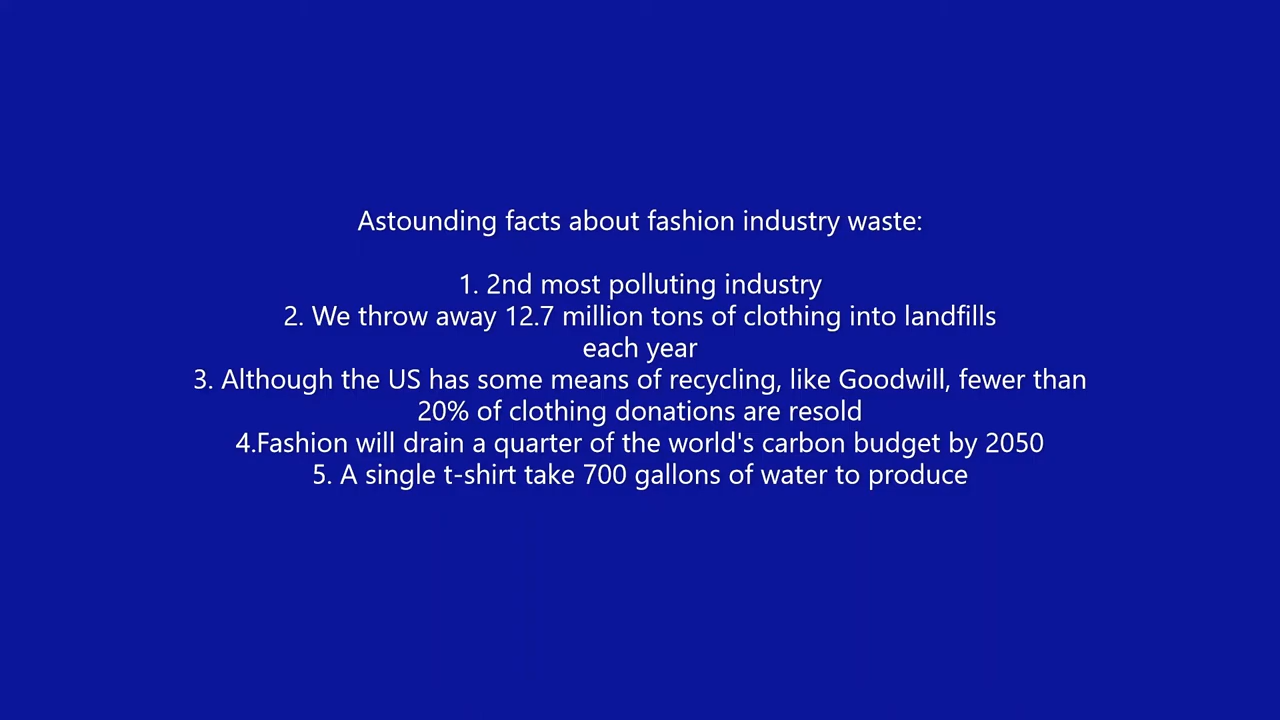 Astounding facts about fashion industry waste:
1. 2nd most polluting industry
2. We throw away 12.7 million tons of clothing into landfills
each year
3. Although the US has some means of recycling, like Goodwill, fewer than
20% of clothing donations are resold
4.Fashion will drain a quarter of the world's carbon budget by 2050
5. A single t-shirt take 700 gallons of water to produce